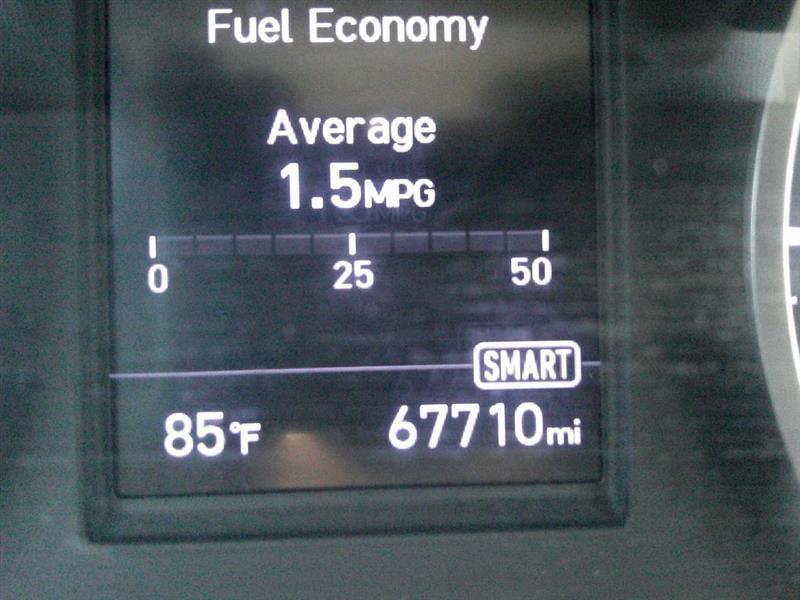 Fuel Economy
Average
1.5MPG
0 25 50
SMART
85°F 67710mi